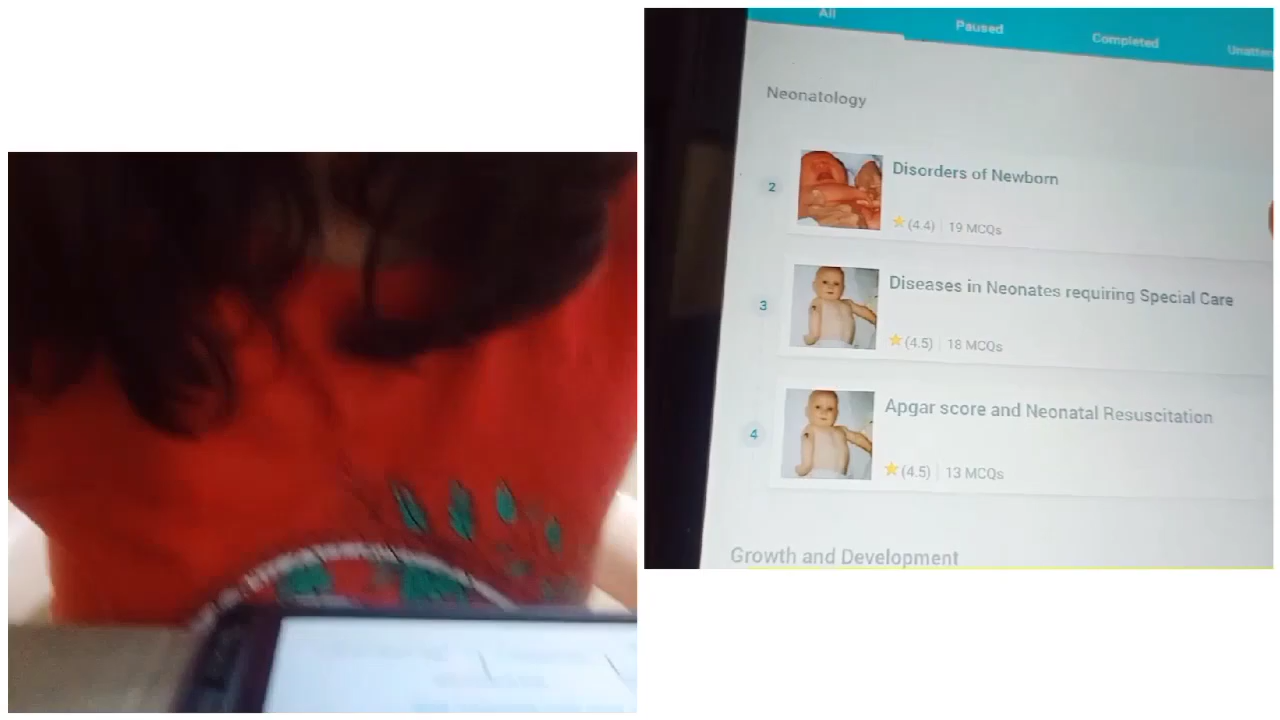 All
Paused
Completed
Neonatology
2
Disorders of Newborn
(4.4) | 19 MCQs
3
Diseases in Neonates requiring Special Care
(4.5) | 18 MCQs
4
Apgar score and Neonatal Resuscitation
(4.5) | 13 MCQs
Growth and Development